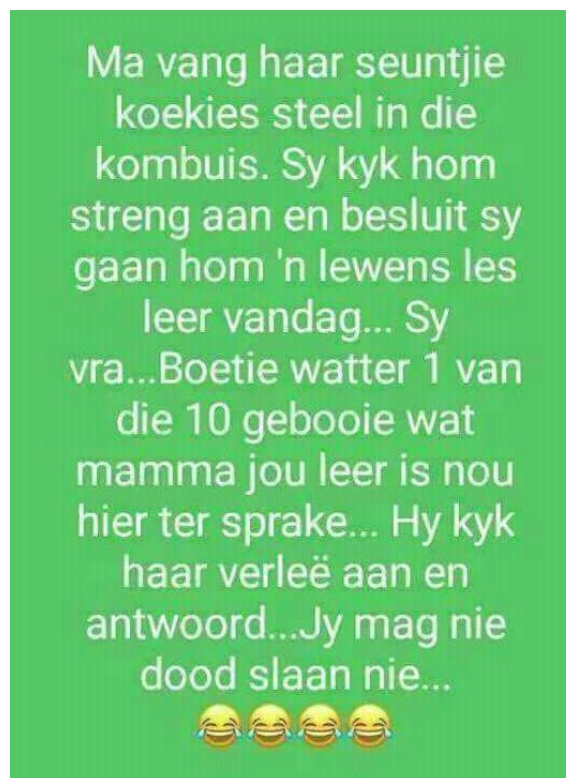 Ma vang haar seuntjie
koekies steel in die
kombuis. Sy kyk hom
streng aan en besluit sy
gaan hom 'n lewens les
leer vandag... Sy
vra...Boetie watter 1 van
die 10 gebooie wat
mamma jou leer is nou
hier ter sprake... Hy kyk
haar verleë aan en
antwoord...Jy mag nie
dood slaan nie...
😂😂😂😂